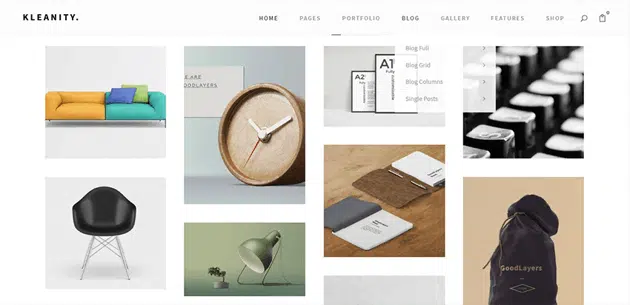 KLEANITY.
HOME
PAGES
PORTFOLIO
BLOG
GALLERY
FEATURES
SHOP
0
Blog Full
Blog Grid
Blog Columns
Single Posts
E ARE
OODLAYERS
A2
A1
GoodLayers